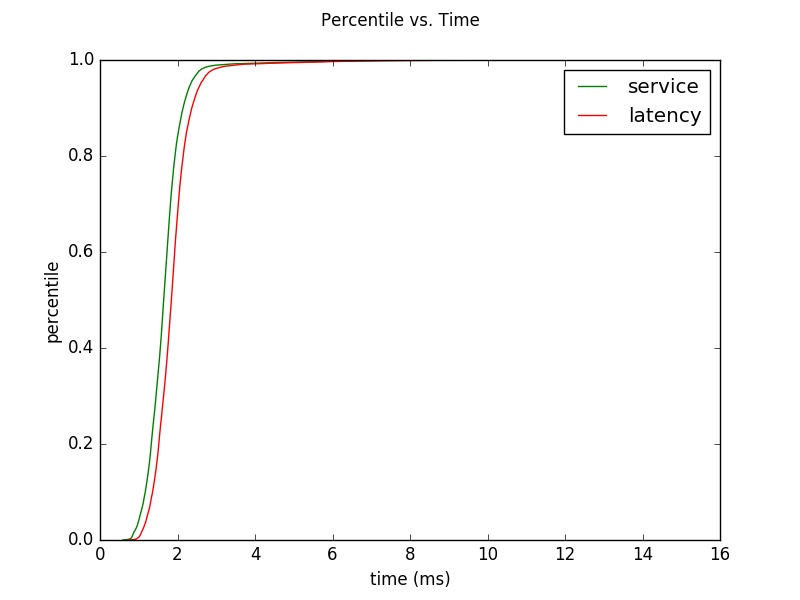 Percentile vs. Time
1.0
0.8
0.6
0.4
0.2
0.0
percentile
service
latency
0 2 4 6 8 10 12 14 16
time (ms)